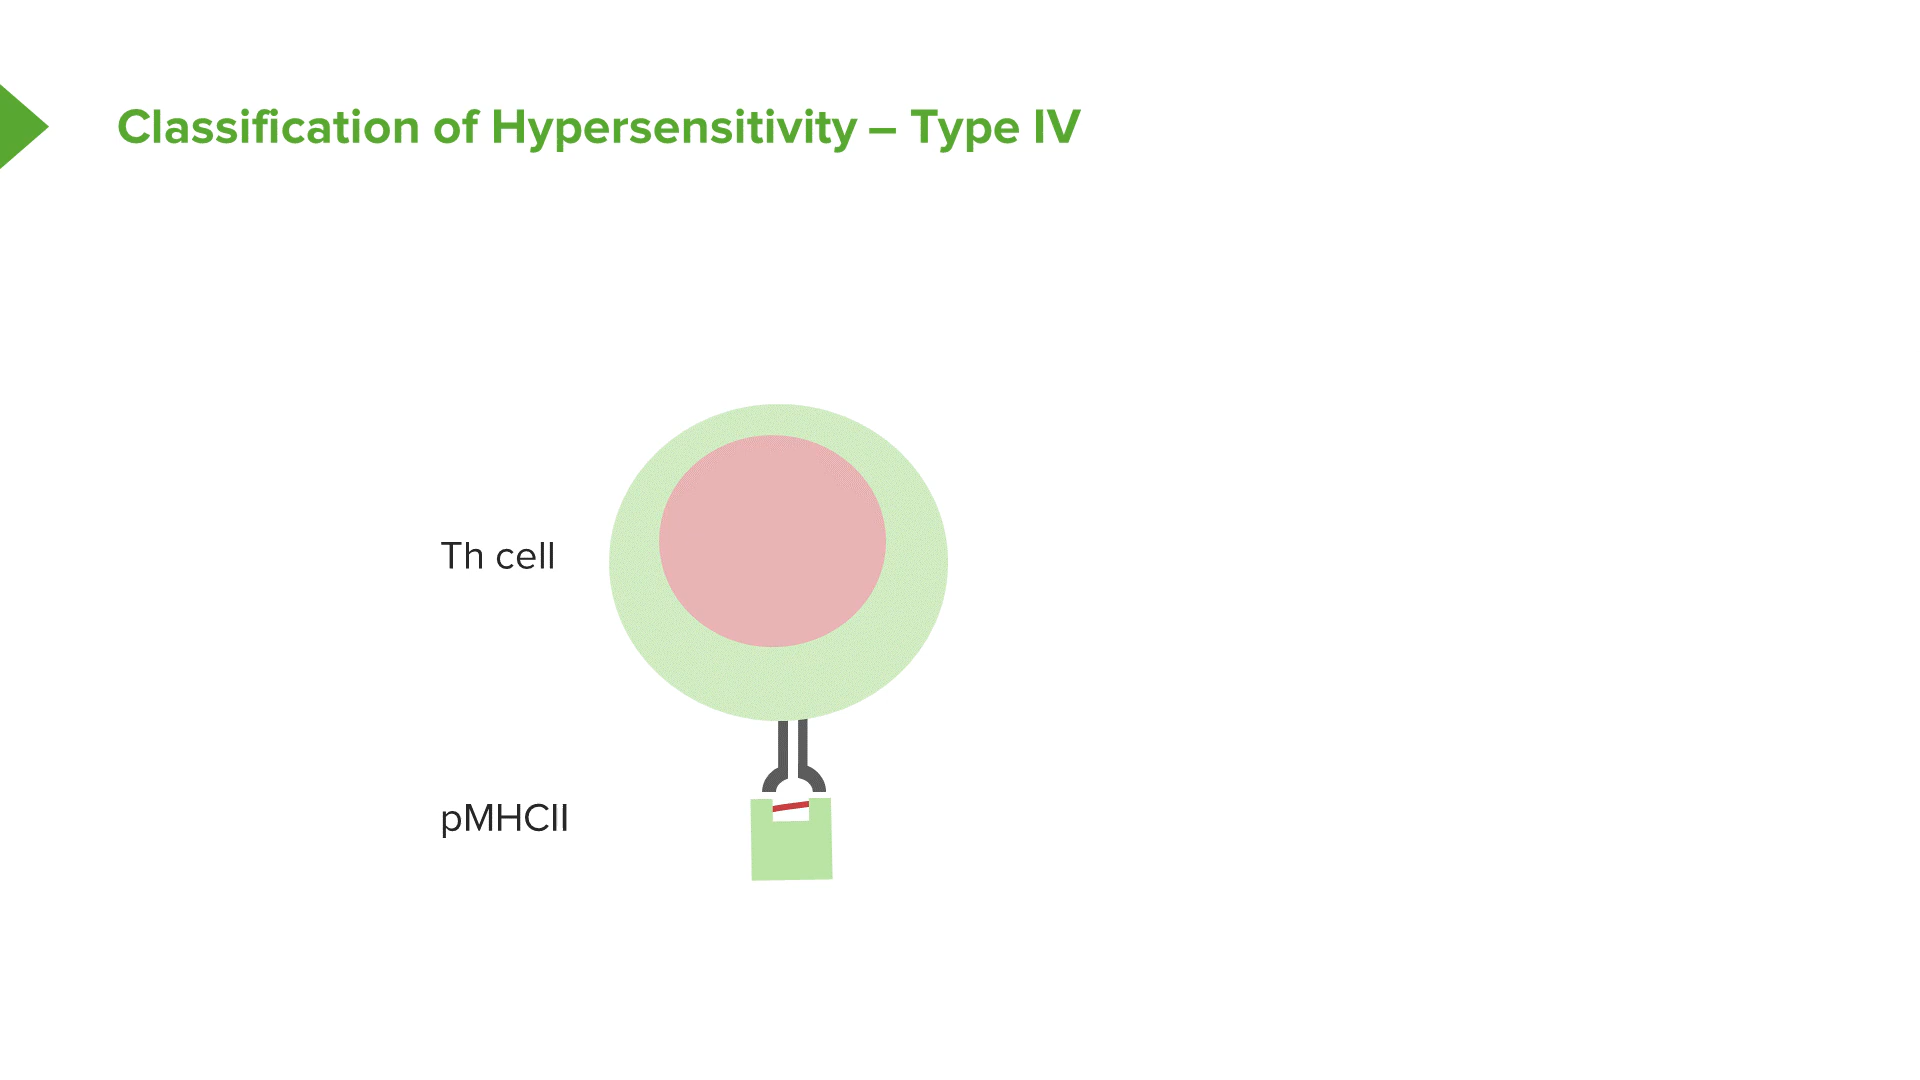 Classification of Hypersensitivity – Type IV
Th cell
pMHCII